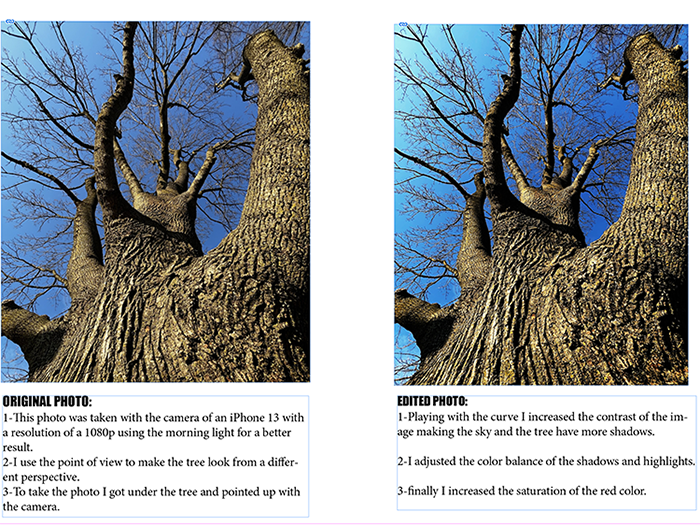 ORIGINAL PHOTO:
1-This photo was taken with the camera of an iPhone 13 with
a resolution of a 1080p using the morning light for a better
result.
2-I use the point of view to make the tree look from a differ-
ent perspective.
3-To take the photo I got under the tree and pointed up with
the camera.
EDITED PHOTO:
1-Playing with the curve I increased the contrast of the im-
age making the sky and the tree have more shadows.
2-I adjusted the color balance of the shadows and highlights.
3-finally I increased the saturation of the red color.